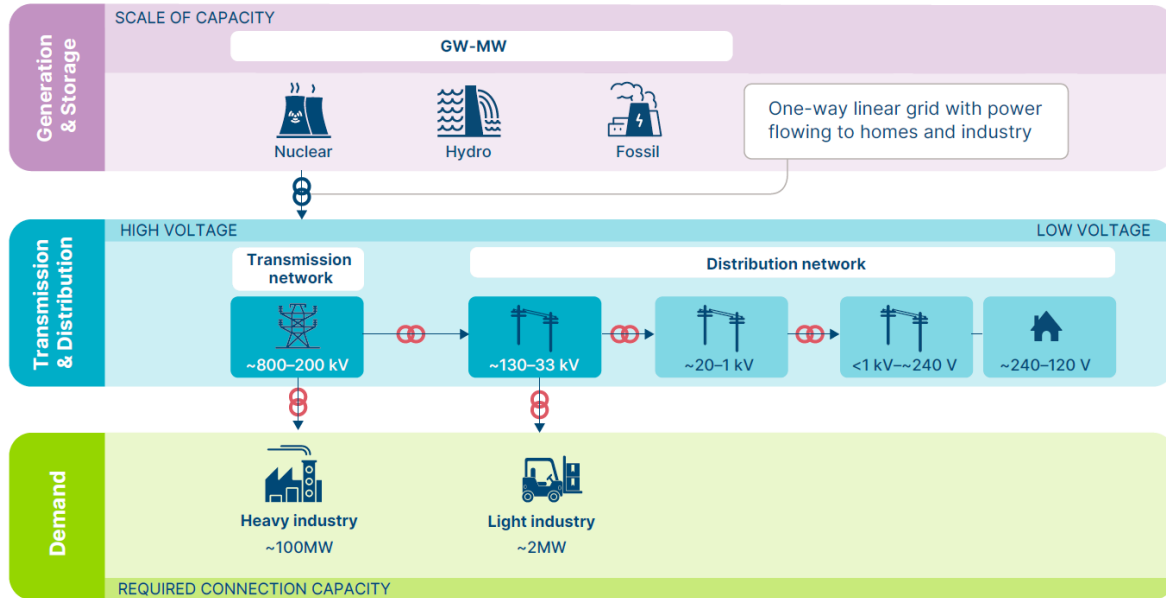 SCALE OF CAPACITY
Generation
& Storage
GW-MW
Nuclear
Hydro
Fossil
One-way linear grid with power
flowing to homes and industry
Transmission
& Distribution
HIGH VOLTAGE
LOW VOLTAGE
Transmission
network
Distribution network
~800–200 kV
~130–33 kV
~20–1 kV
<1 kV–~240 V
~240–120 V
Demand
Heavy industry
~100MW
Light industry
~2MW
REQUIRED CONNECTION CAPACITY